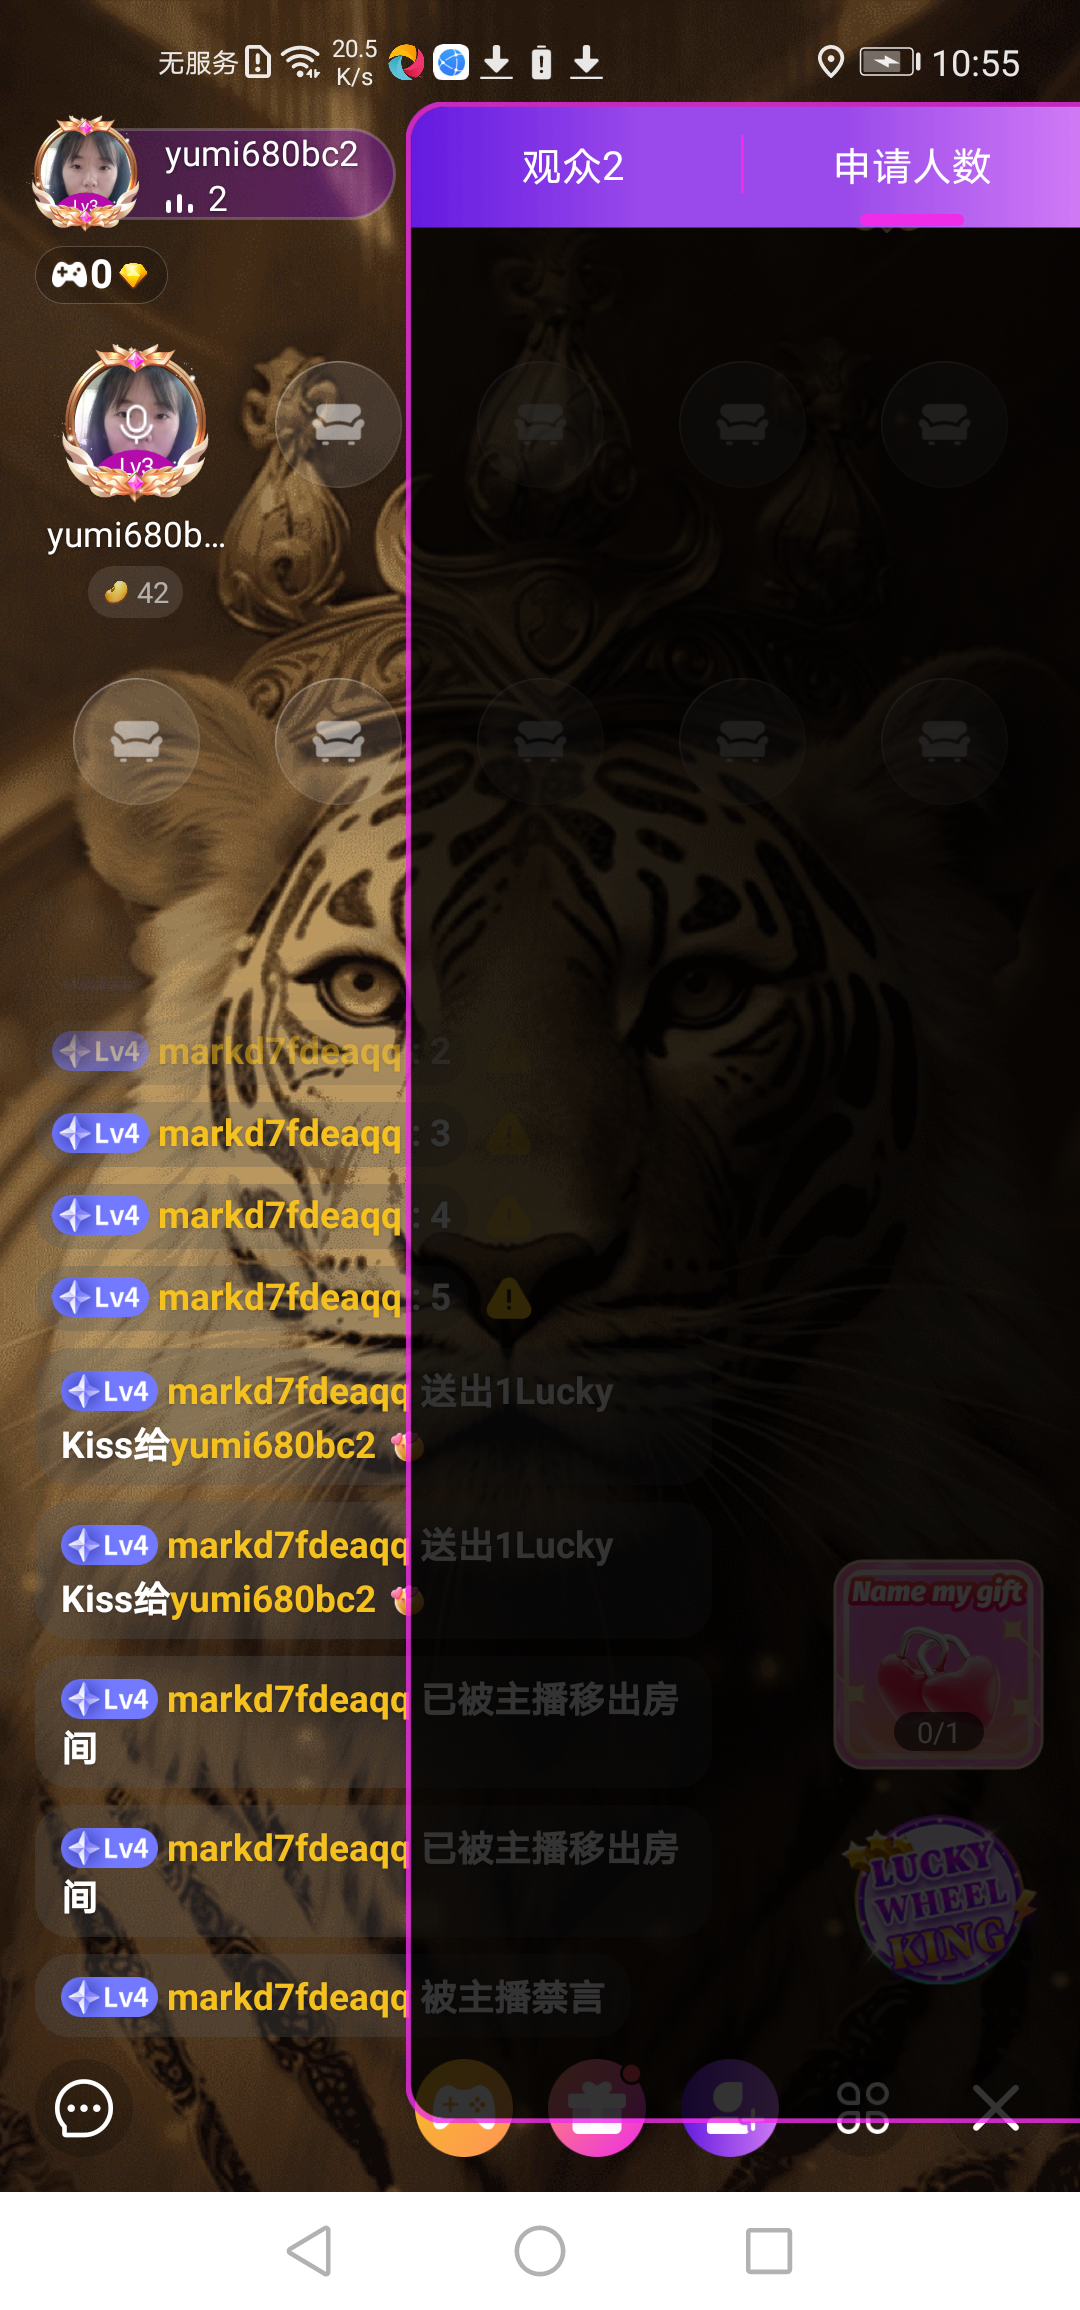 无服务 20.5 K/s 10:55
yumi680bc2
2
观众2 申请人数
0
Lv3
Lv3
yumi680b...
42
Lv4 markd7fdeaqq : 2
Lv4 markd7fdeaqq : 3
Lv4 markd7fdeaqq : 4
Lv4 markd7fdeaqq : 5
Lv4 markd7fdeaqq 送出1Lucky
Kiss给yumi680bc2
Lv4 markd7fdeaqq 送出1Lucky
Kiss给yumi680bc2
Name my gift
0/1
Lv4 markd7fdeaqq 已被主播移出房
间
Lv4 markd7fdeaqq 已被主播移出房
间
LUCKY
WHEEL
KING
Lv4 markd7fdeaqq 被主播禁言